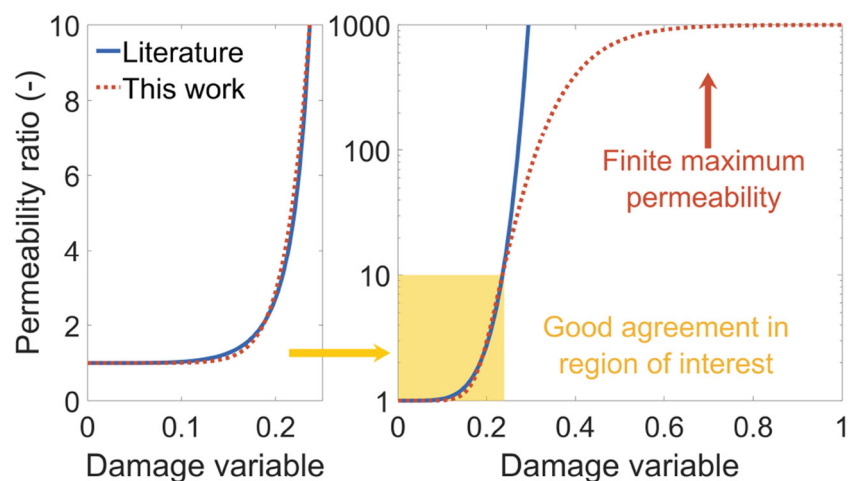 10
8
6
4
2
0
Permeability ratio (-)
Literature
This work
0
0.1
0.2
Damage variable
1000
100
10
1
Finite maximum
permeability
Good agreement in
region of interest
0
0.2
0.4
0.6
0.8
1
Damage variable